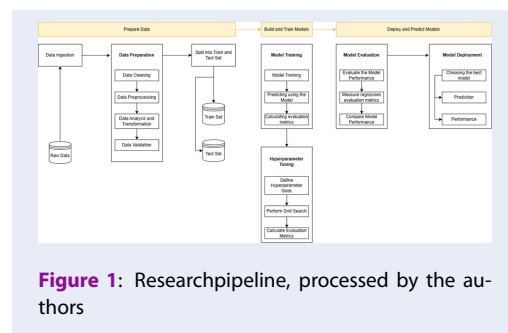 Prepare Data
Build and Train Models
Deploy and Predict Models
Data Ingestion
Raw Data
Data Preparation
Data Cleaning
Data Preprocessing
Data Analysis and
Transformation
Data Validation
Split into Train and
Test Set
Train Set
Test Set
Model Training
Model Training
Predicting using the
Model
Calculating evaluation
metrics
Hyperparameter
Tuning
Define
Hyperparameter
Grids
Perform Grid Search
Calculate Evaluation
Metrics
Model Evaluation
Evaluate the Model
Performance
Measure regression
evaluation metrics
Compare Model
Performance
Model Deployment
Choosing the best
model
Prediction
Performance
Figure 1: Researchpipeline, processed by the au-
thors